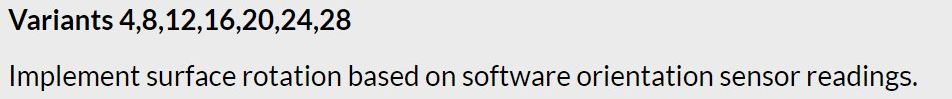 Variants 4,8,12,16,20,24,28
Implement surface rotation based on software orientation sensor readings.